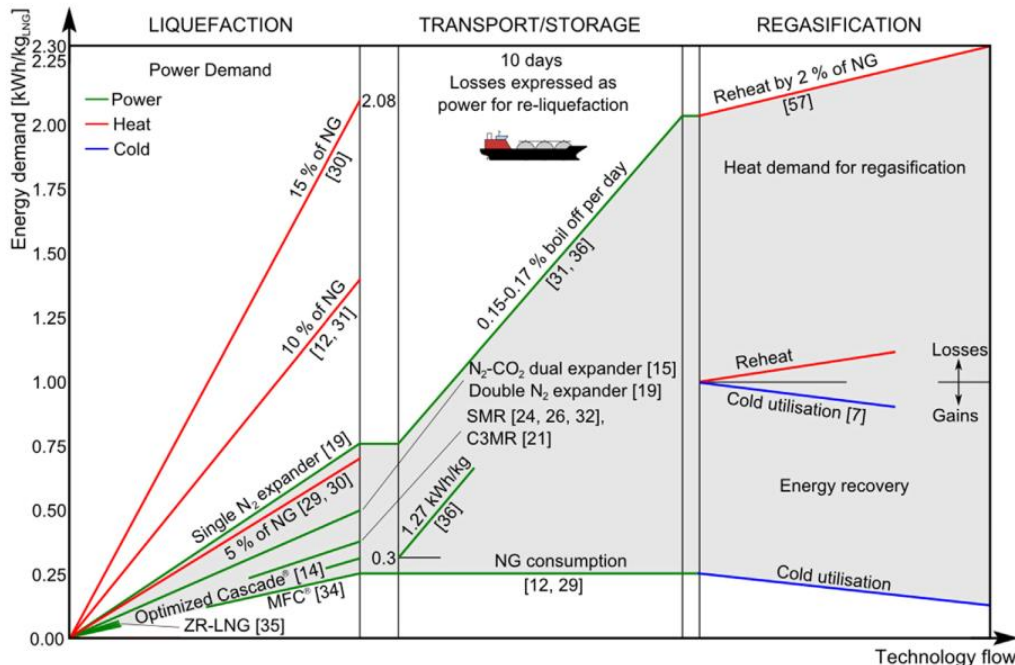 LIQUEFACTION
TRANSPORT/STORAGE
REGASIFICATION
Energy demand [kWh/kgLNG]
2.30
2.25
2.00
1.75
1.50
1.25
1.00
0.75
0.50
0.25
0.00
Power Demand
Power
Heat
Cold
2.08
15 % of NG
[30]
10 % of NG
[12, 31]
Single N2 expander [19]
5 % of NG [29, 30]
Optimized Cascade® [14]
MFC® [34]
ZR-LNG [35]
10 days
Losses expressed as
power for re-liquefaction
0.15-0.17 % boil off per day
[31, 36]
N2-CO2 dual expander [15]
Double N2 expander [19]
SMR [24, 26, 32],
C3MR [21]
1.27 kWh/kg
[36]
0.3
NG consumption
[12, 29]
Reheat by 2 % of NG
[57]
Heat demand for regasification
Reheat
Losses
Cold utilisation [7]
Gains
Energy recovery
Cold utilisation
Technology flow